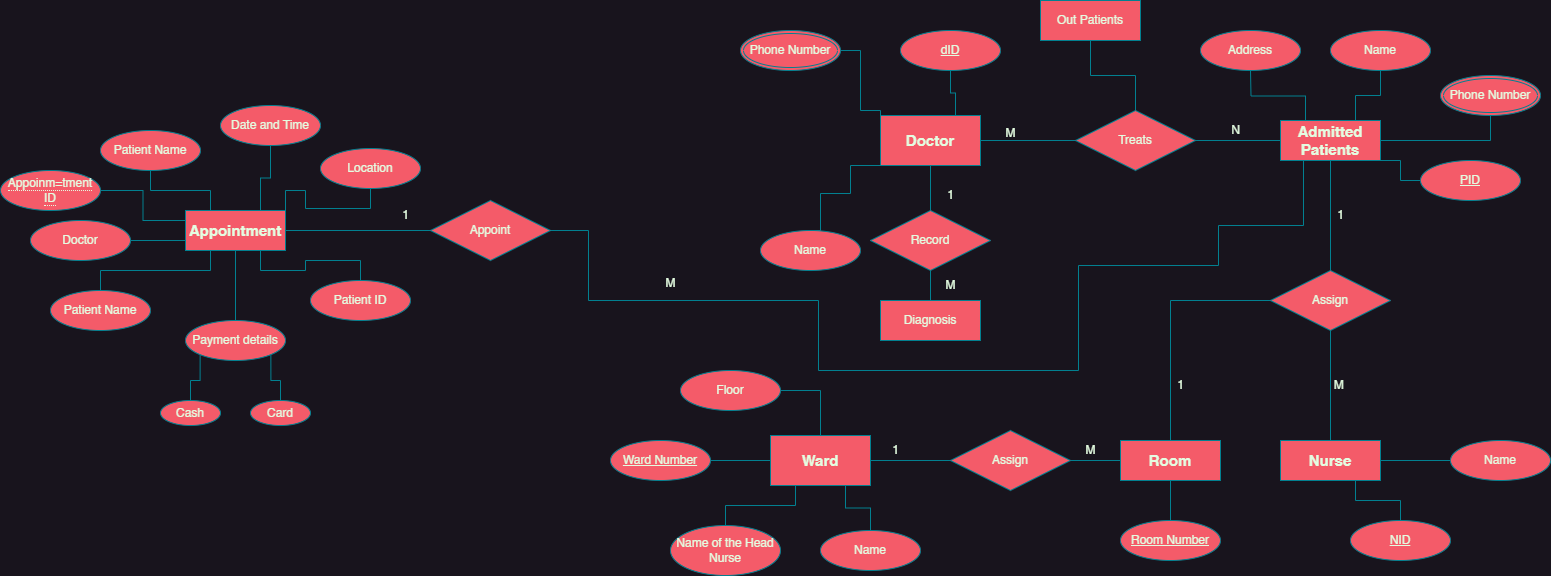 Out Patients
Phone Number
dID
Address
Name
Phone Number
Date and Time
Patient Name
Doctor
M
Treats
N
Admitted
Patients
Location
Appoinm=tment
ID
PID
1
1
1
Appointment
Appoint
Doctor
Record
Name
M
M
Patient Name
Patient ID
Diagnosis
Assign
Payment details
1
M
Floor
Cash
Card
Ward Number
Ward
1
Assign
M
Room
Nurse
Name
Name of the Head
Nurse
Name
Room Number
NID